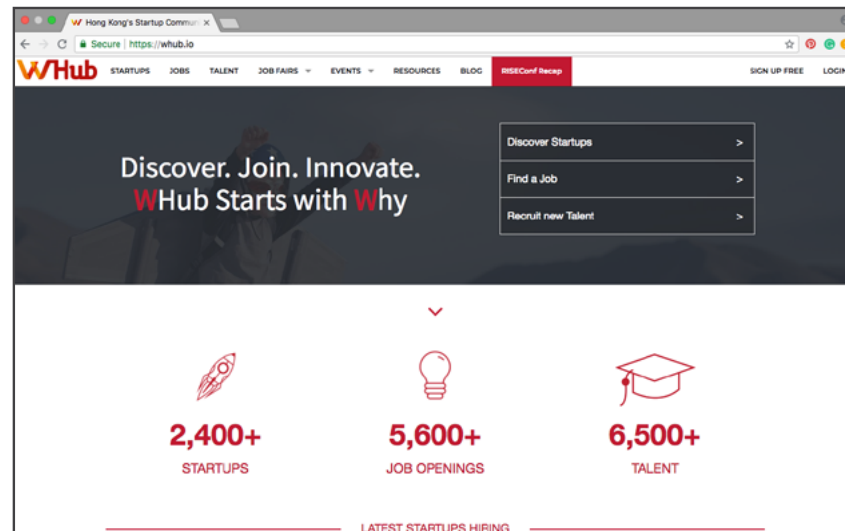 Hong Kong's Startup Commun
Secure | https://whub.io
WHub STARTUPS JOBS TALENT JOB FAIRS EVENTS RESOURCES BLOG RISEConf Recap SIGN UP FREE LOGIN
Discover. Join. Innovate.
WHub Starts with Why
Discover Startups >
Find a Job >
Recruit new Talent >
2,400+
STARTUPS
5,600+
JOB OPENINGS
6,500+
TALENT
LATEST STARTUPS HIRING